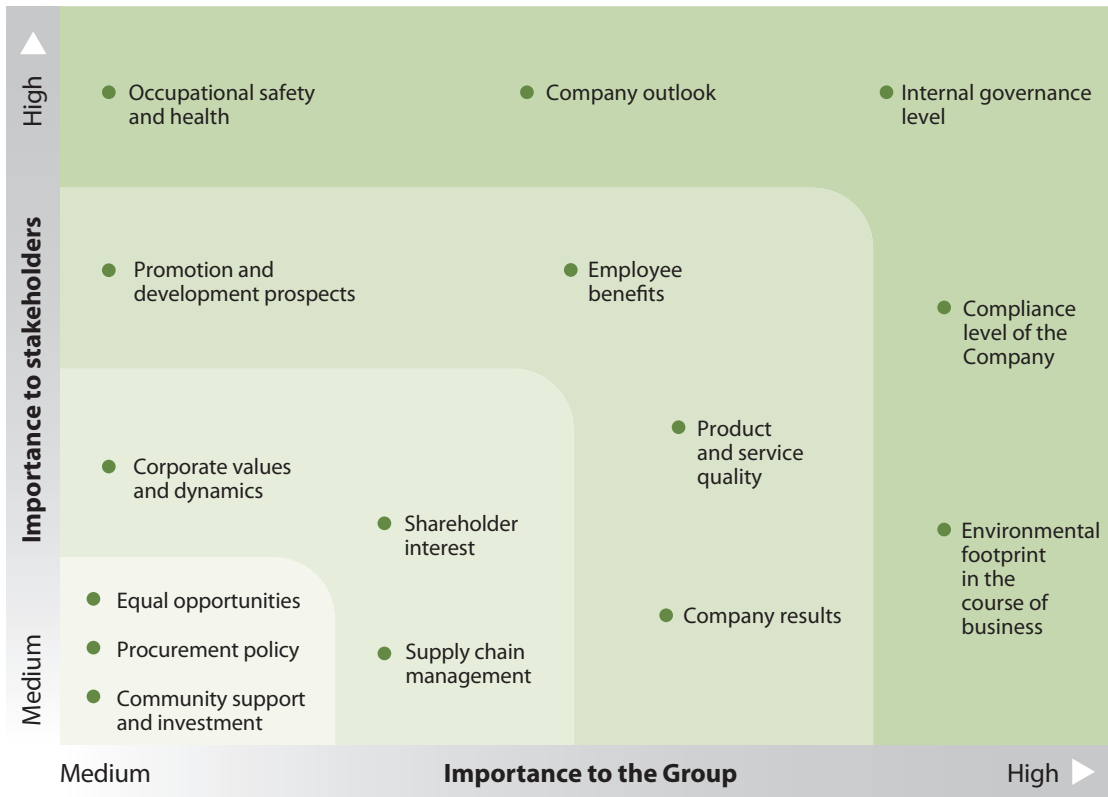 High
Importance to stakeholders
Medium
Occupational safety
and health
Company outlook
Internal governance
level
Promotion and
development prospects
Employee
benefits
Compliance
level of the
Company
Product
and service
quality
Corporate values
and dynamics
Shareholder
interest
Environmental
footprint
in the
course of
business
Equal opportunities
Procurement policy
Community support
and investment
Supply chain
management
Company results
Medium
Importance to the Group
High